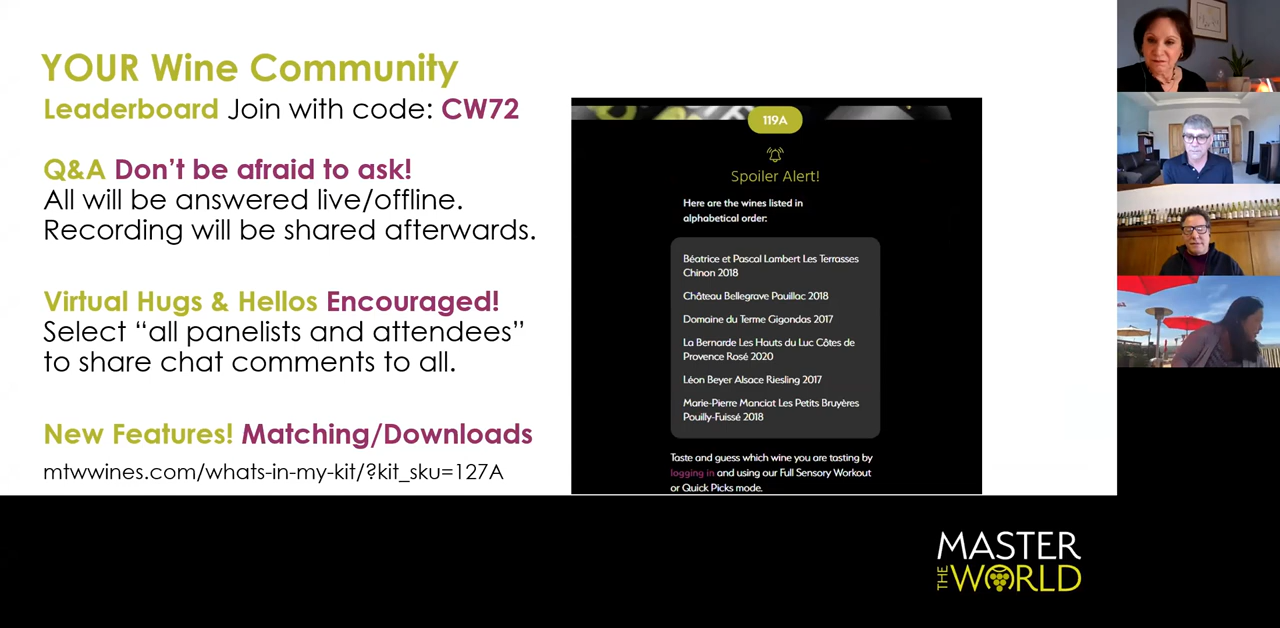 YOUR Wine Community
Leaderboard Join with code: CW72
Q&A Don't be afraid to ask!
All will be answered live/offline.
Recording will be shared afterwards.
Virtual Hugs & Hellos Encouraged!
Select “all panelists and attendees”
to share chat comments to all.
New Features! Matching/Downloads
mtwwines.com/whats-in-my-kit/?kit_sku=127A
119A
Spoiler Alert!
Here are the wines listed in
alphabetical order:
Béatrice et Pascal Lambert Les Terrasses
Chinon 2018
Château Bellegrave Pauillac 2018
Domaine du Terme Gigondas 2017
La Bernarde Les Hauts du Luc Côtes de
Provence Rosé 2020
Léon Beyer Alsace Riesling 2017
Marie-Pierre Manciat Les Petits Bruyères
Pouilly-Fuissé 2018
Taste and guess which wine you are tasting by
logging in and using our Full Sensory Workout
or Quick Picks mode.
MASTER
THE WORLD